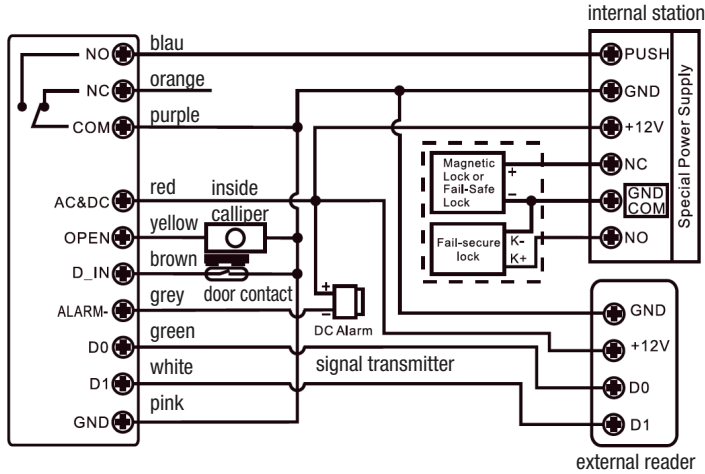 internal station
NO
blau
PUSH
NC
orange
GND
COM
purple
+12V
Magnetic
Lock or
Fail-Safe
Lock
+
−
NC
AC&DC
red
inside
GND
COM
OPEN
yellow
calliper
Fail-secure
lock
K-
K+
NO
Special Power Supply
D_IN
brown
door contact
ALARM-
grey
+
−
DC Alarm
GND
D0
green
+12V
D1
white
signal transmitter
D0
GND
pink
D1
external reader